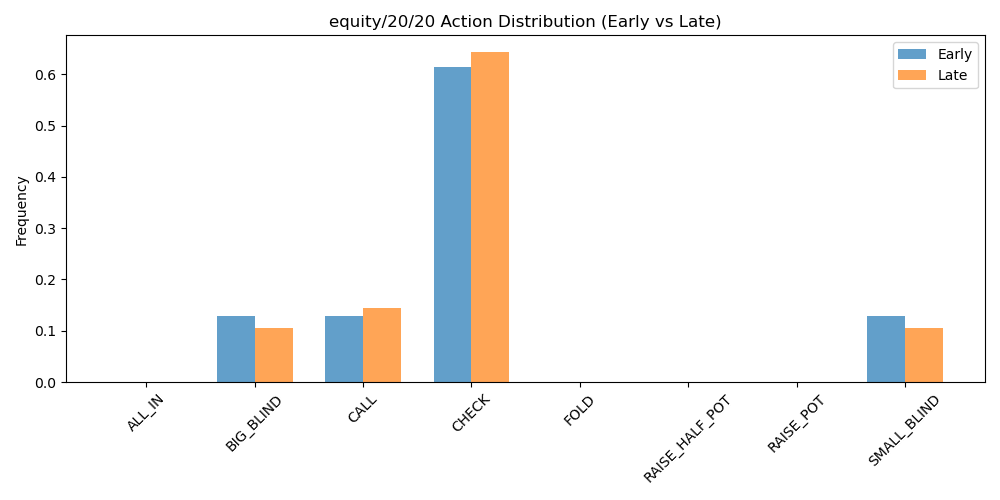 equity/20/20 Action Distribution (Early vs Late)
Early
Late
Frequency
0.6
0.5
0.4
0.3
0.2
0.1
0.0
ALL_IN
BIG_BLIND
CALL
CHECK
FOLD
RAISE_HALF_POT
RAISE_POT
SMALL_BLIND